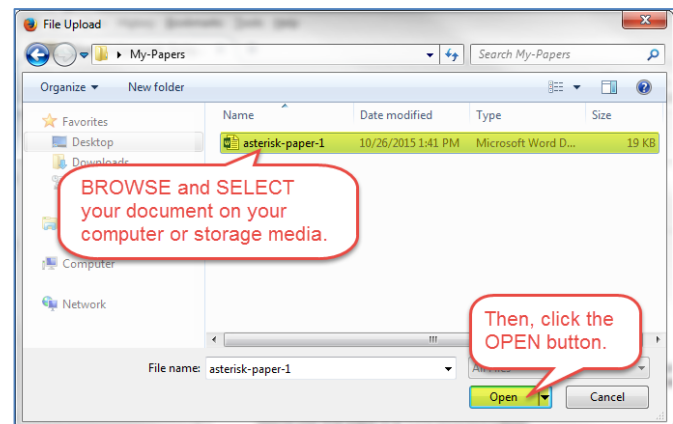 File Upload
My-Papers
Search My-Papers
Organize
New folder
Name
Date modified
Type
Size
Favorites
Desktop
asterisk-paper-1
10/26/2015 1:41 PM
Microsoft Word D...
19 KB
Downloads
BROWSE and SELECT
your document on your
computer or storage media.
Computer
Network
Then, click the
OPEN button.
File name:
asterisk-paper-1
Open
Cancel